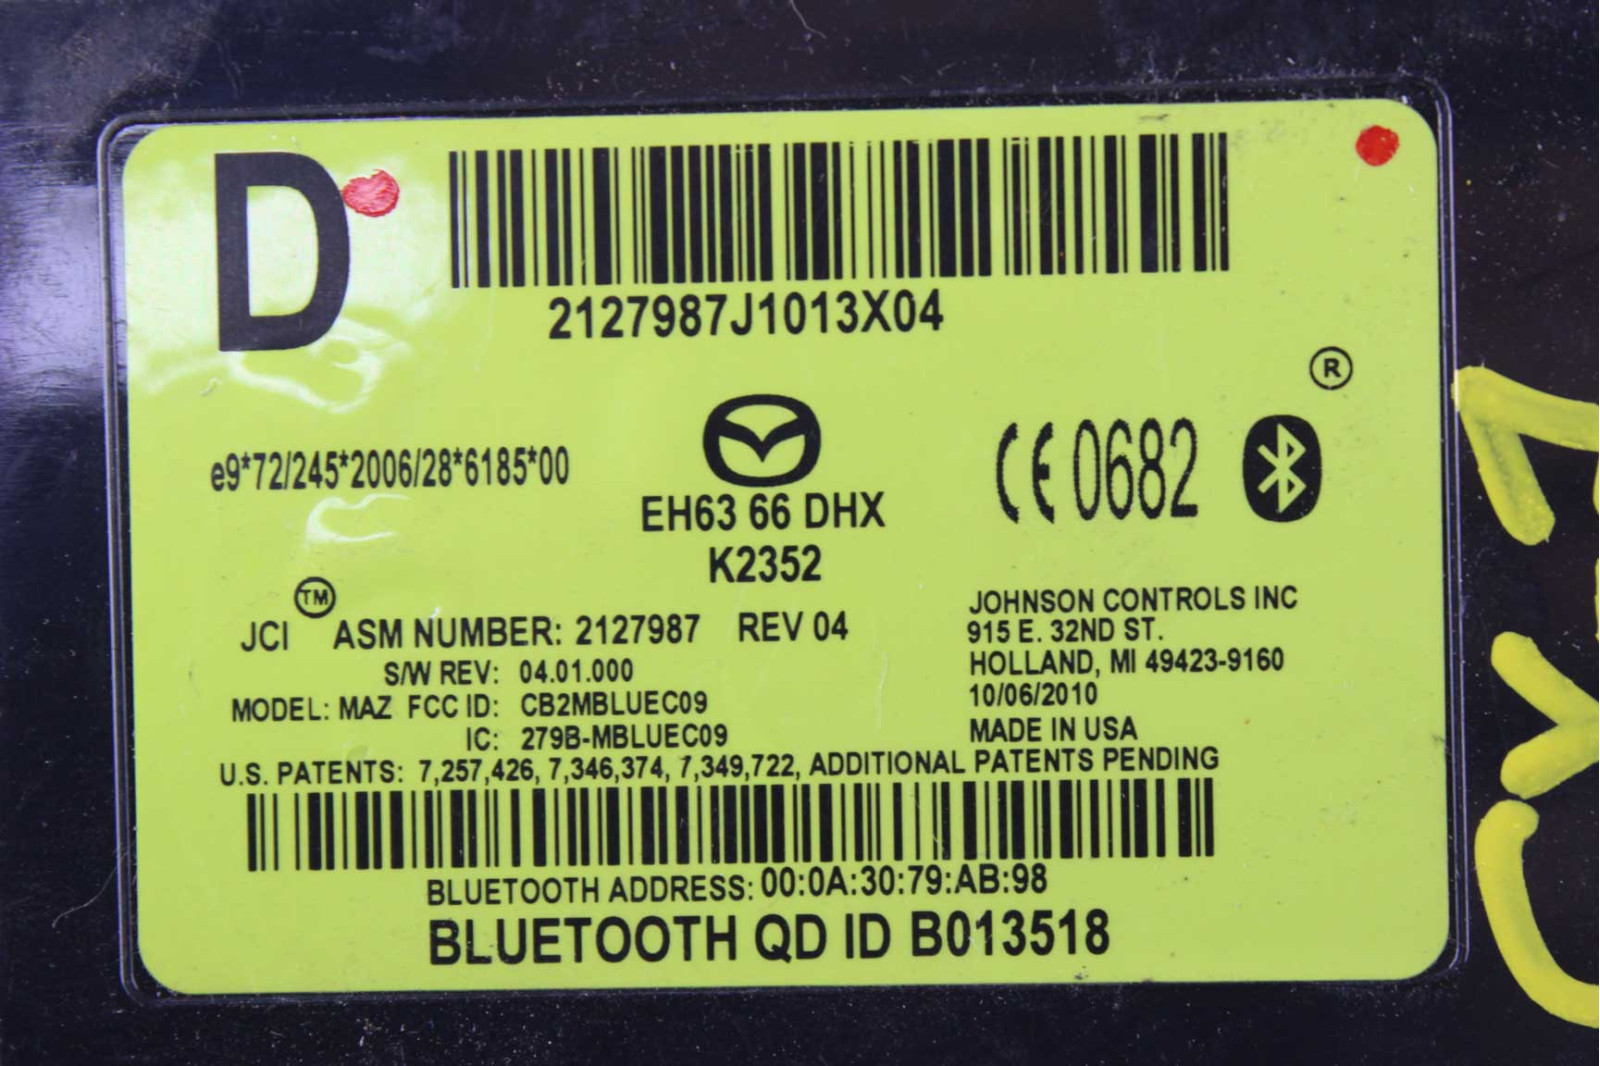 D
2127987J1013X04
®
e9*72/245*2006/28*6185*00
CE 0682
EH63 66 DHX
K2352
JCI™ ASM NUMBER: 2127987 REV 04
S/W REV: 04.01.000
MODEL: MAZ FCC ID: CB2MBLUEC09
IC: 279B-MBLUEC09
JOHNSON CONTROLS INC
915 E. 32ND ST.
HOLLAND, MI 49423-9160
10/06/2010
MADE IN USA
U.S. PATENTS: 7,257,426, 7,346,374, 7,349,722, ADDITIONAL PATENTS PENDING
BLUETOOTH ADDRESS: 00:0A:30:79:AB:98
BLUETOOTH QD ID B013518